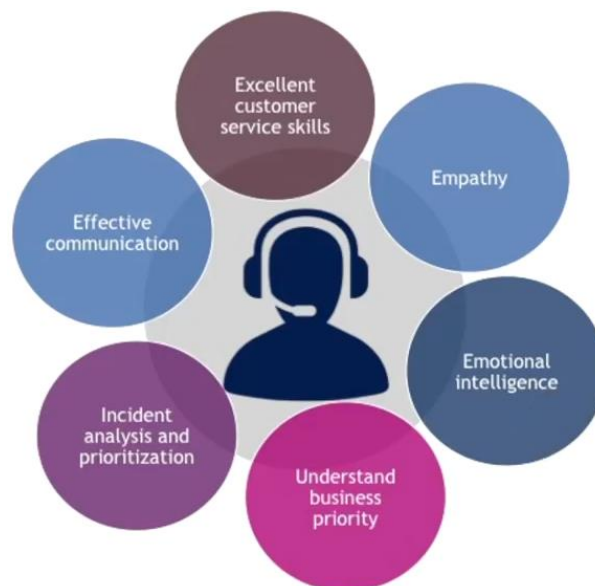 Excellent
customer
service skills
Empathy
Emotional
intelligence
Understand
business
priority
Incident
analysis and
prioritization
Effective
communication